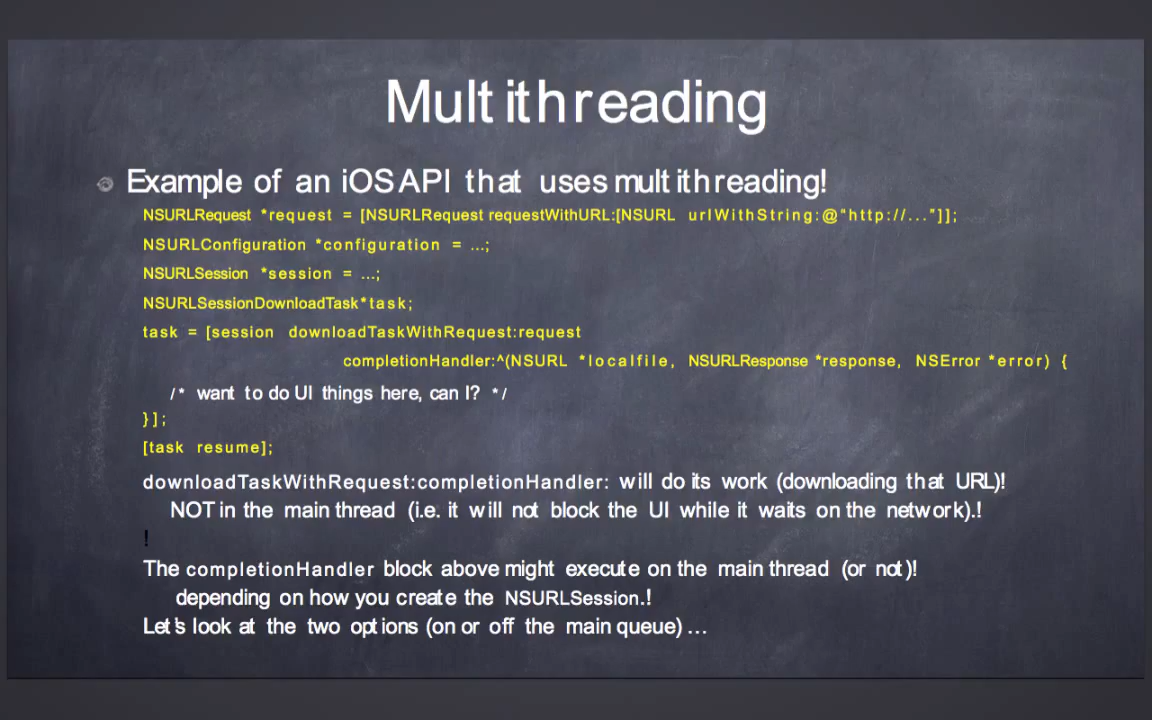 Multithreading
Example of an iOS API that uses multithreading!
NSURLRequest *request = [NSURLRequest requestWithURL:[NSURL urlWithString:@“http://...”]];
NSURLConfiguration *configuration = ...;
NSURLSession *session = ...;
NSURLSessionDownloadTask *task;
task = [session downloadTaskWithRequest:request
completionHandler:^(NSURL *localfile, NSURLResponse *response, NSError *error) {
/* want to do UI things here, can I? */
}];
[task resume];
downloadTaskWithRequest:completionHandler: will do its work (downloading that URL)!
NOT in the main thread (i.e. it will not block the UI while it waits on the network).!
!
The completionHandler block above might execute on the main thread (or not)!
depending on how you create the NSURLSession.!
Let’s look at the two options (on or off the main queue) ...